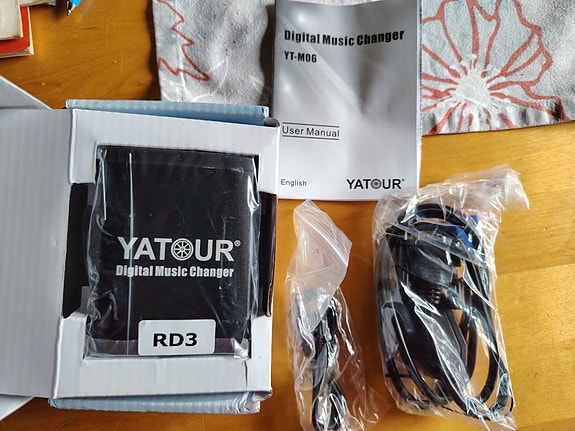 Digital Music Changer
YT-M06
User Manual
English
YATOUR®
YATOUR®
Digital Music Changer
RD3